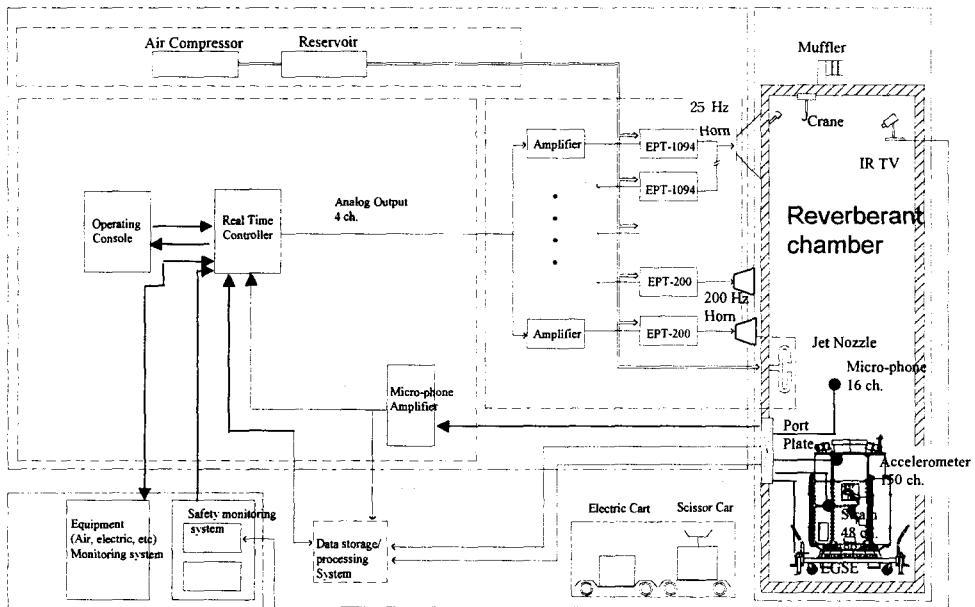 Air Compressor
Reservoir
Muffler
25 Hz
Horn
Crane
IR TV
Amplifier
EPT-1094
EPT-1094
Analog Output
4 ch.
Operating
Console
Real Time
Controller
Reverberant
chamber
EPT-200
200 Hz
Horn
Amplifier
EPT-200
Jet Nozzle
Micro-phone
16 ch.
Micro-phone
Amplifier
Port
Plate
Accelerometer
150 ch.
Strain
48 ch.
EGSE
Equipment
(Air, electric, etc)
Monitoring system
Safety monitoring
system
Data storage/
processing
System
Electric Cart
Scissor Car